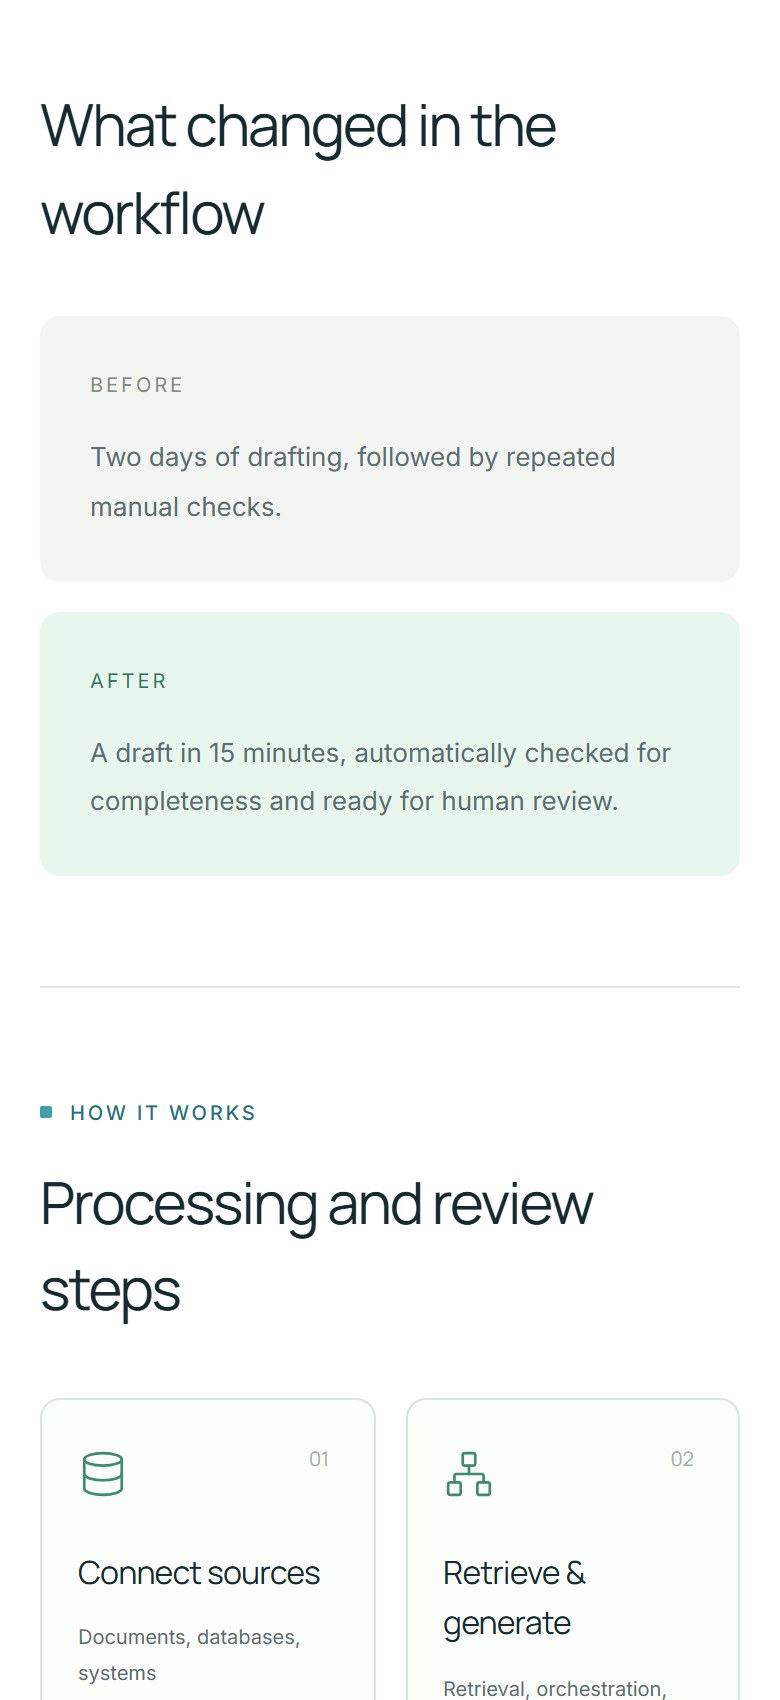 What changed in the
workflow
BEFORE
Two days of drafting, followed by repeated
manual checks.
AFTER
A draft in 15 minutes, automatically checked for
completeness and ready for human review.
HOW IT WORKS
Processing and review
steps
01
Connect sources
Documents, databases,
systems
02
Retrieve &
generate
Retrieval, orchestration,